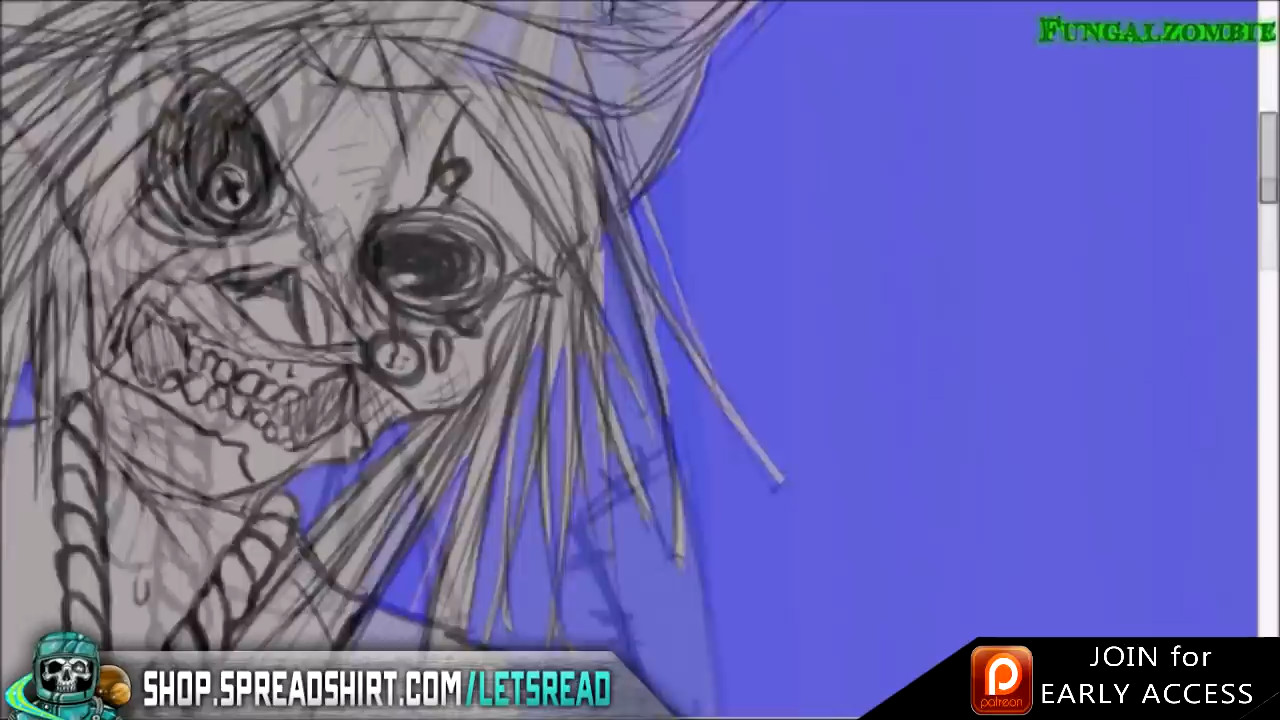 FUNGALZOMBIE
SHOP.SPREADSHIRT.COM/LETSREAD
JOIN for
EARLY ACCESS
patreon